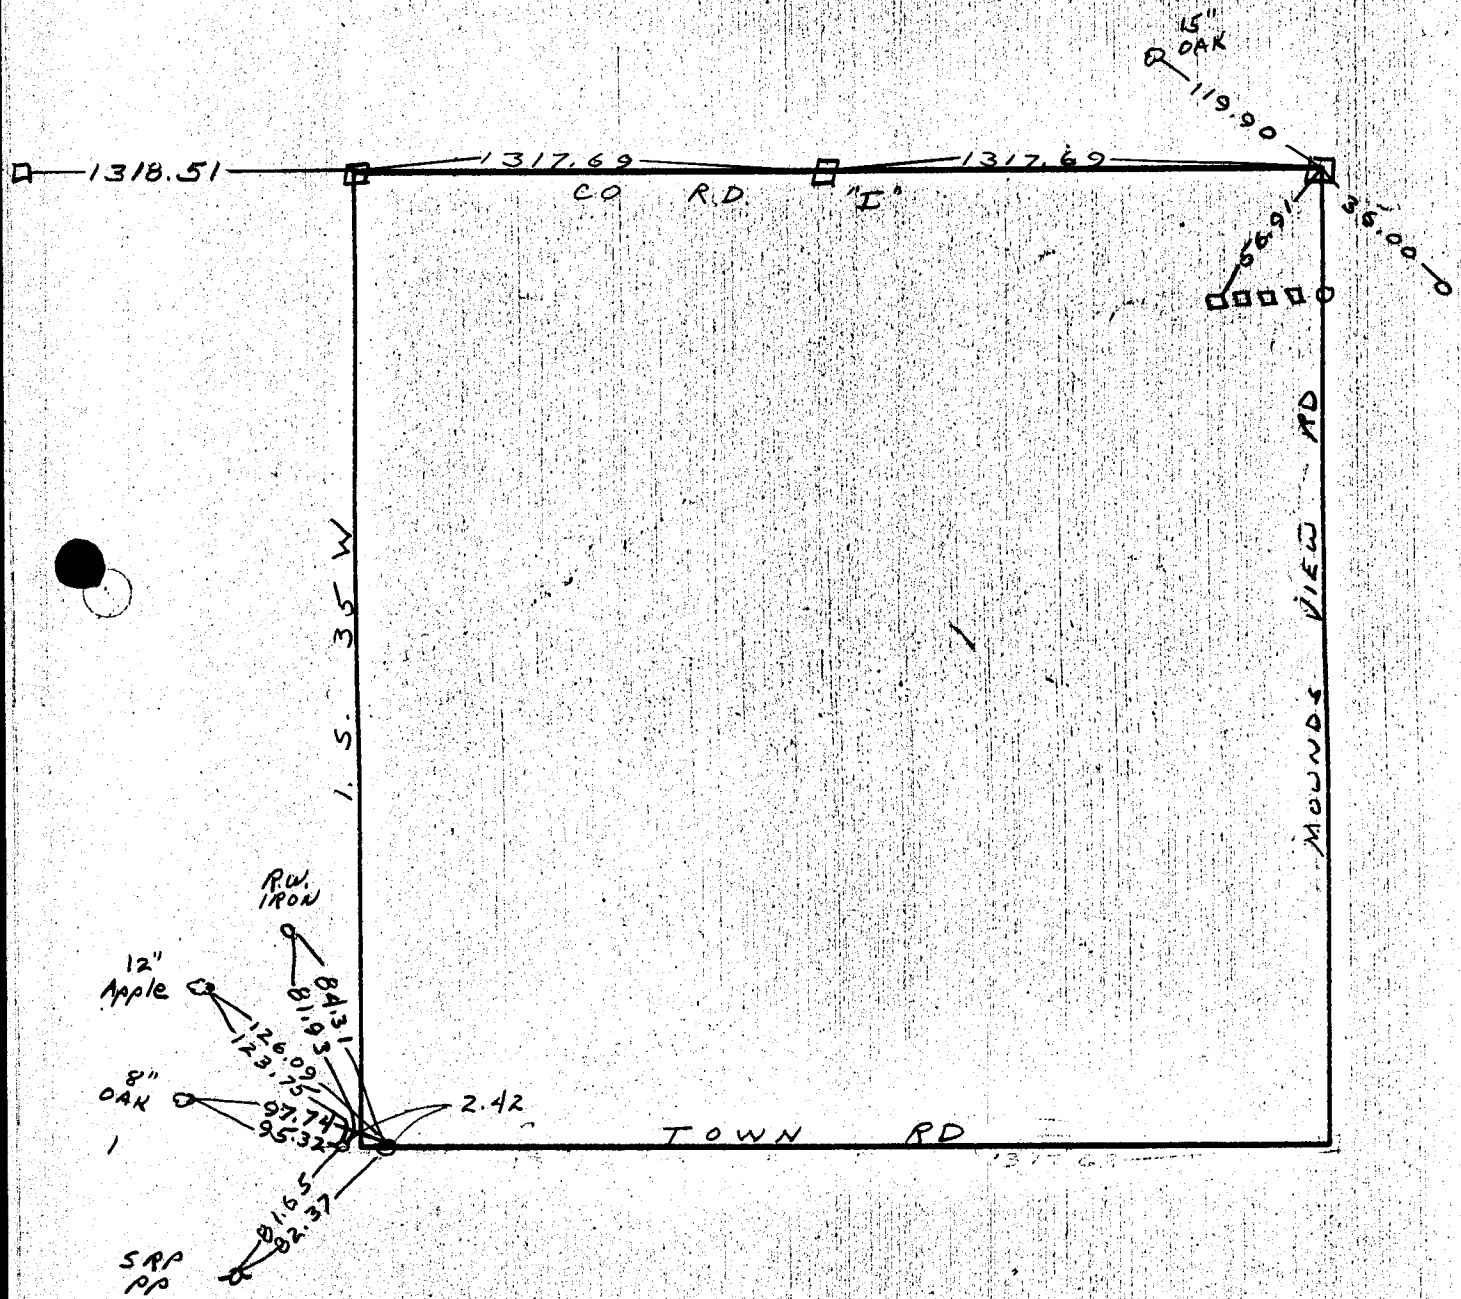 15"
OAK
119.90
1318.51
1317.69
1317.69
CO R.D. "I"
56.91
36.00
MOUNDS VIEW RD
I. S. 35 W
R.W.
IRON
84.31
81.93
12"
Apple
126.09
123.75
8"
OAK
97.74
95.32
2.42
TOWN RD
81.65
82.37
SRP
PP